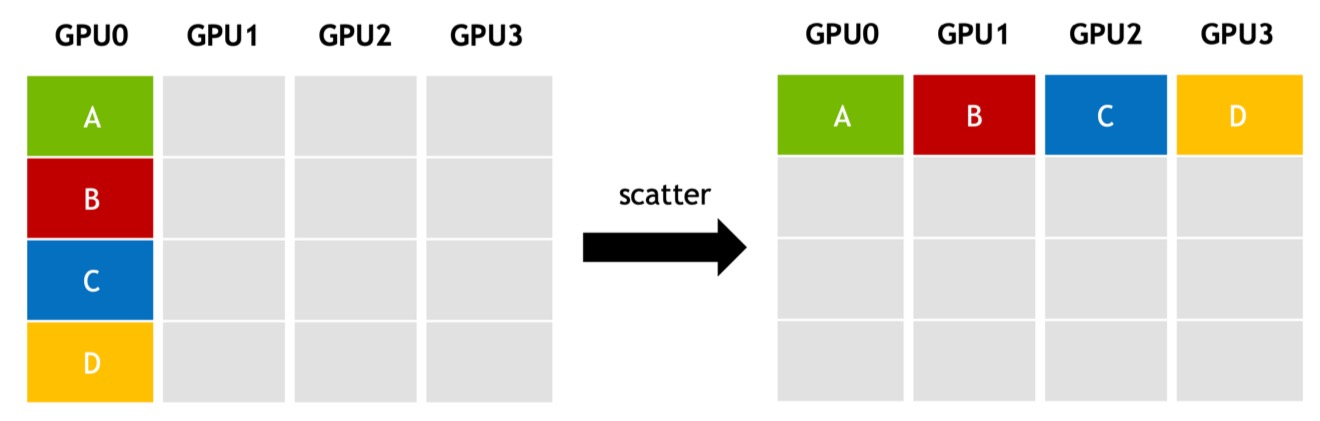 GPU0 GPU1 GPU2 GPU3
A
B
C
D
scatter
GPU0 GPU1 GPU2 GPU3
A B C D